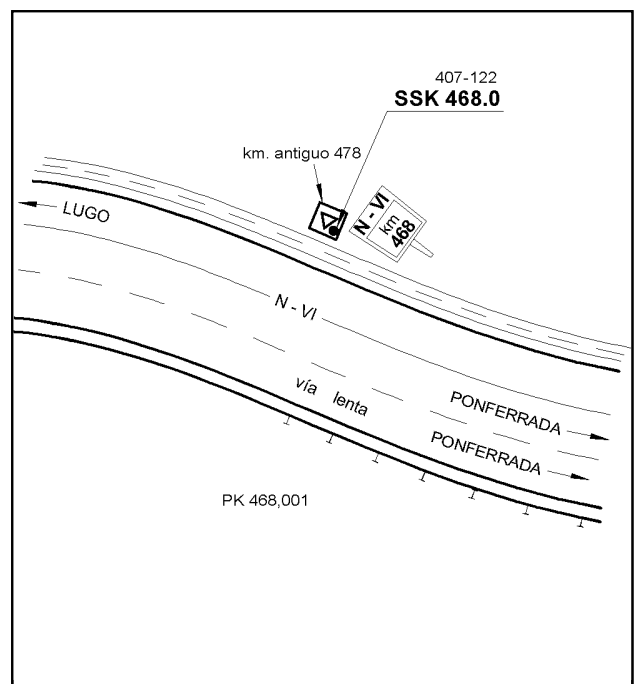 407-122
SSK 468.0
km. antiguo 478
N - VI
km
468
LUGO
N - VI
vía lenta
PONFERRADA
PONFERRADA
PK 468,001